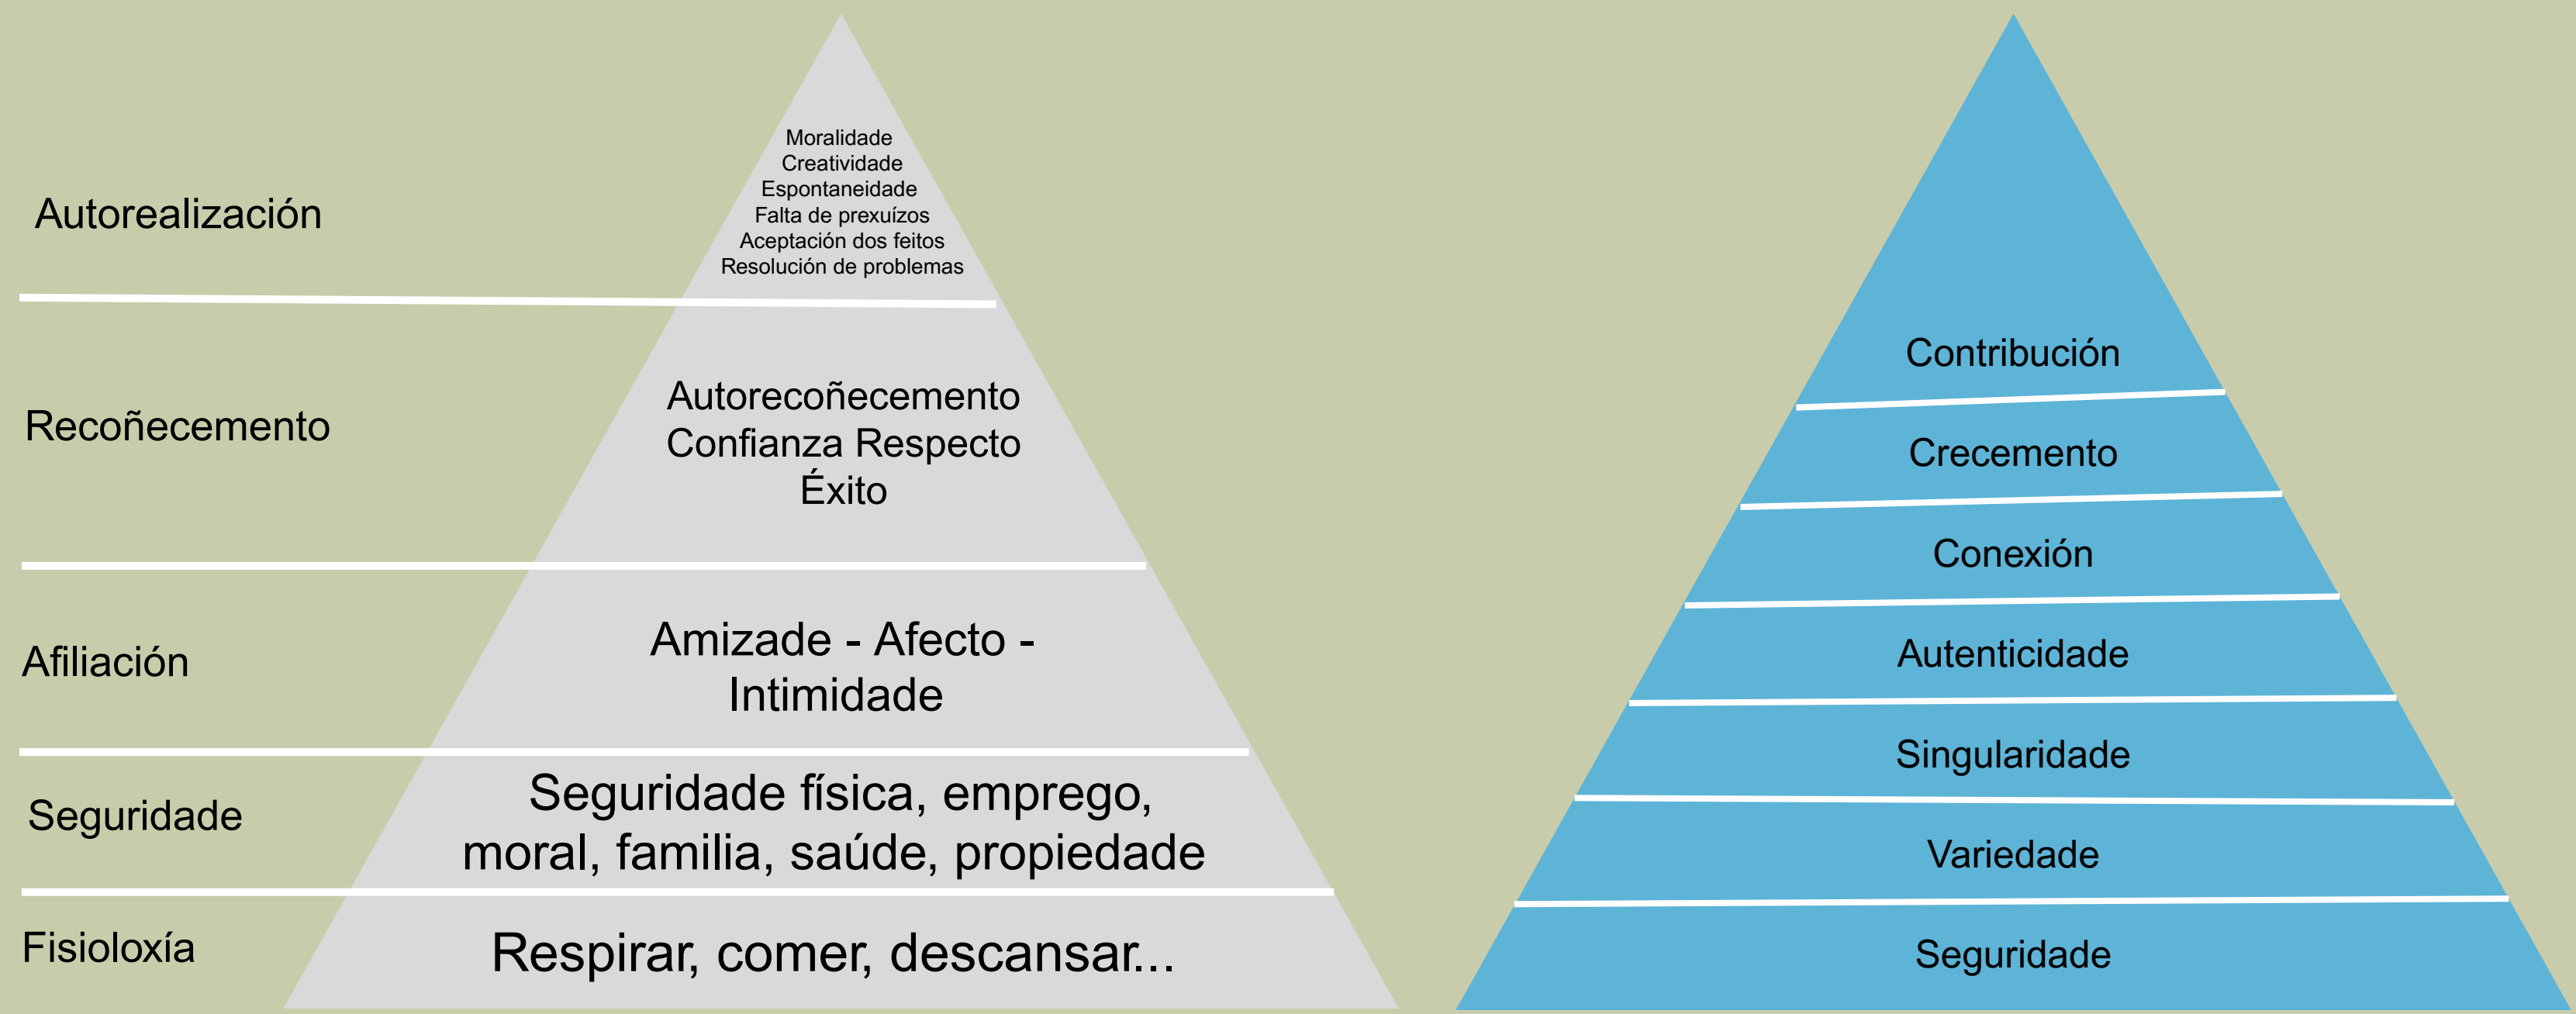 Autorealización
Moralidade
Creatividade
Espontaneidade
Falta de prexuízos
Aceptación dos feitos
Resolución de problemas
Recoñecemento
Autorecoñecemento
Confianza Respecto
Éxito
Afiliación
Amizade - Afecto -
Intimidade
Seguridade
Seguridade física, emprego,
moral, familia, saúde, propiedade
Fisioloxía
Respirar, comer, descansar...
Contribución
Crecemento
Conexión
Autenticidade
Singularidade
Variedade
Seguridade